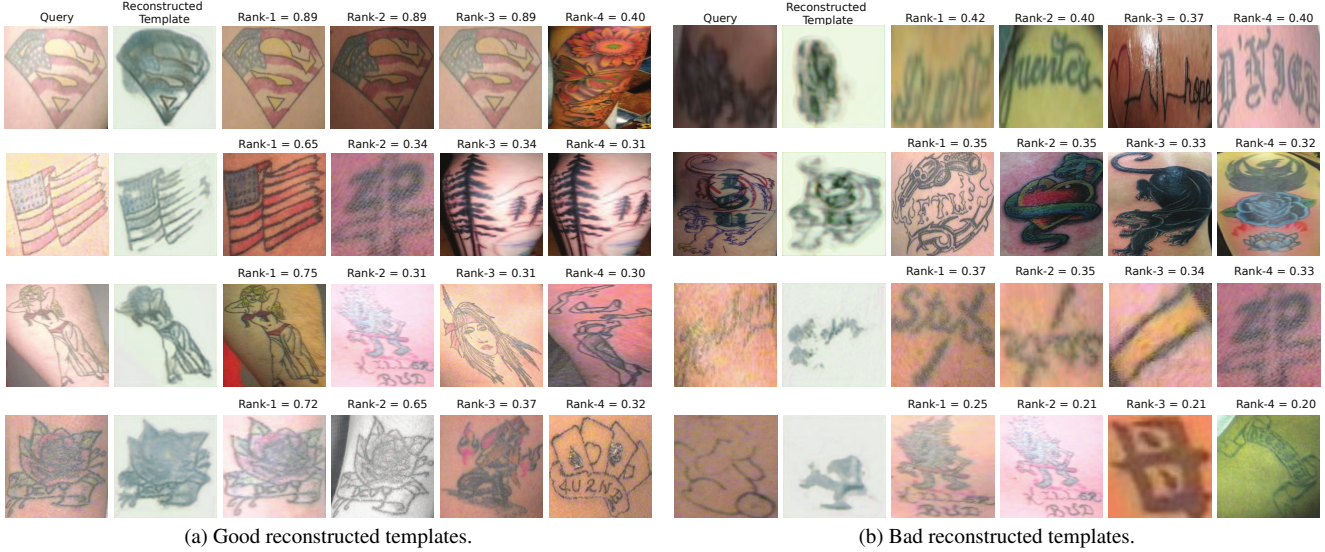 Query
Reconstructed
Template
Rank-1 = 0.89
Rank-2 = 0.89
Rank-3 = 0.89
Rank-4 = 0.40
Rank-1 = 0.65
Rank-2 = 0.34
Rank-3 = 0.34
Rank-4 = 0.31
Rank-1 = 0.75
Rank-2 = 0.31
Rank-3 = 0.31
Rank-4 = 0.30
BUD
Rank-1 = 0.72
Rank-2 = 0.65
Rank-3 = 0.37
Rank-4 = 0.32
4U2NB
(a) Good reconstructed templates.
Query
Reconstructed
Template
Rank-1 = 0.42
Rank-2 = 0.40
Rank-3 = 0.37
Rank-4 = 0.40
fuentes
hope
Rank-1 = 0.35
Rank-2 = 0.35
Rank-3 = 0.33
Rank-4 = 0.32
FTW
Rank-1 = 0.37
Rank-2 = 0.35
Rank-3 = 0.34
Rank-4 = 0.33
Rank-1 = 0.25
Rank-2 = 0.21
Rank-3 = 0.21
Rank-4 = 0.20
BUD
(b) Bad reconstructed templates.